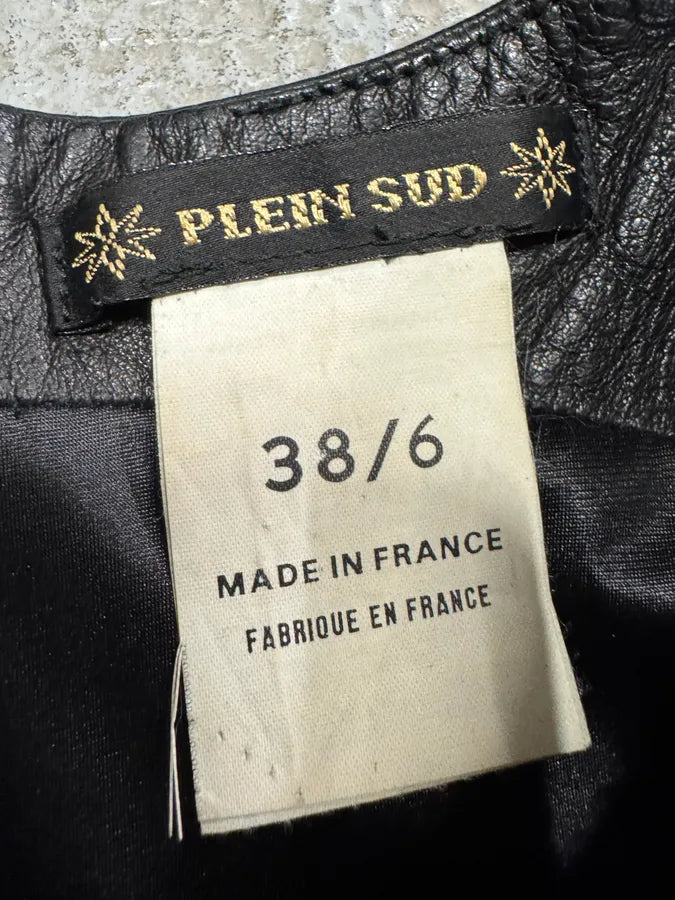 PLEIN SUD
38/6
MADE IN FRANCE
FABRIQUE EN FRANCE